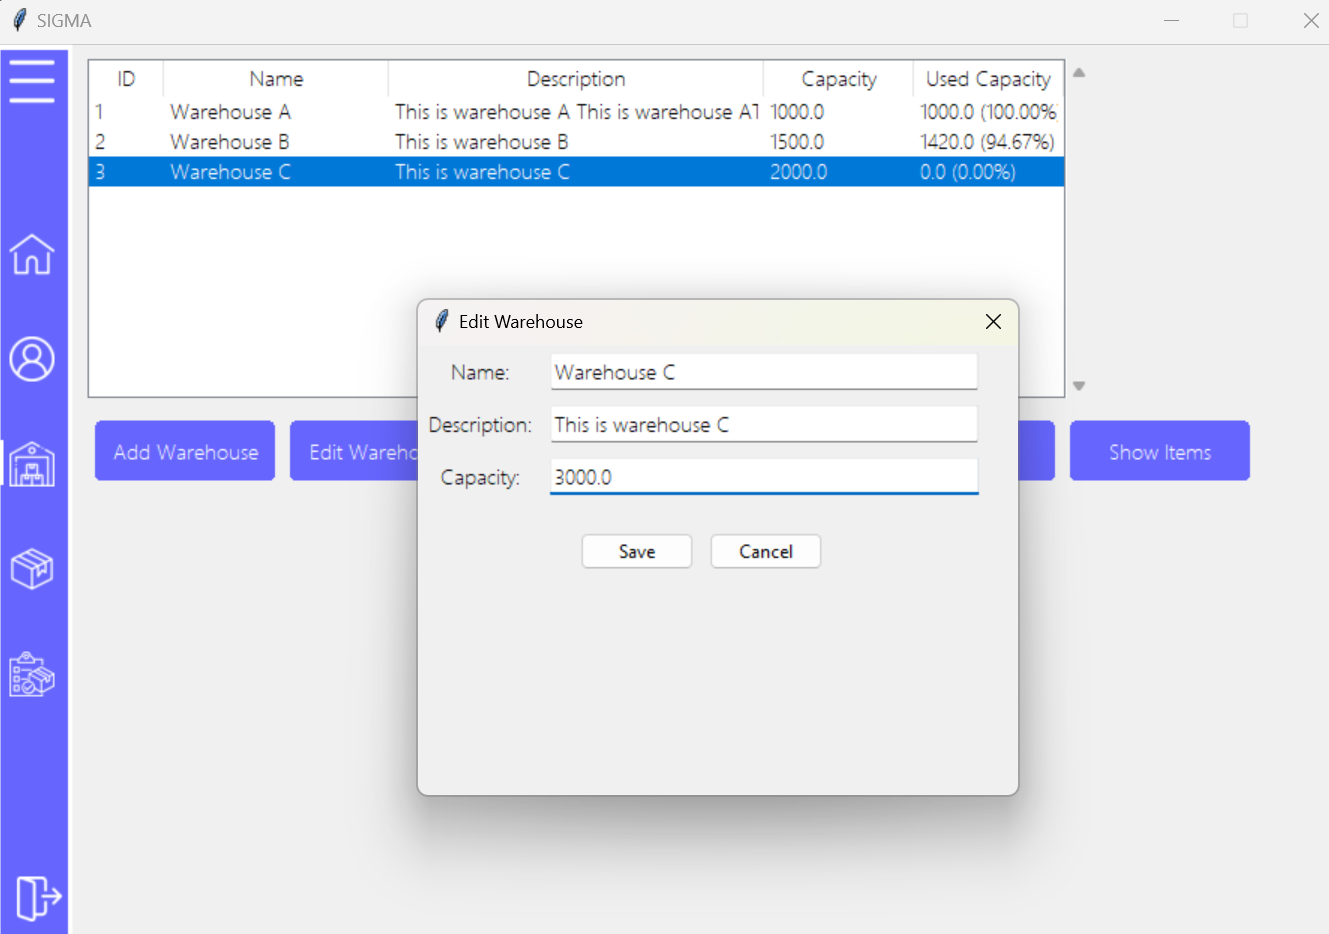 SIGMA
ID Name Description Capacity Used Capacity
1 Warehouse A This is warehouse A This is warehouse A 1000.0 1000.0 (100.00%
2 Warehouse B This is warehouse B 1500.0 1420.0 (94.67%)
3 Warehouse C This is warehouse C 2000.0 0.0 (0.00%)
Edit Warehouse
Name: Warehouse C
Description: This is warehouse C
Capacity: 3000.0
Save Cancel
Add Warehouse Edit Wareho Show Items